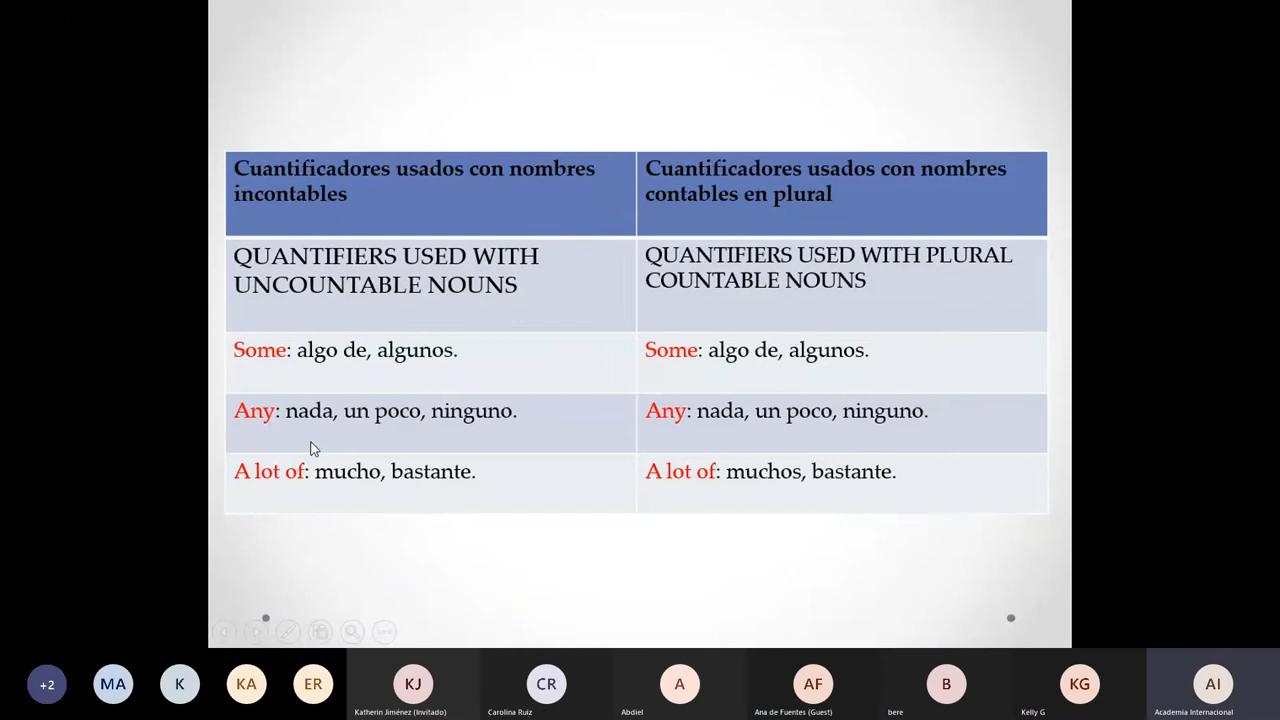 Cuantificadores usados con nombres
incontables
Cuantificadores usados con nombres
contables en plural
QUANTIFIERS USED WITH
UNCOUNTABLE NOUNS
QUANTIFIERS USED WITH PLURAL
COUNTABLE NOUNS
Some: algo de, algunos.
Some: algo de, algunos.
Any: nada, un poco, ninguno.
Any: nada, un poco, ninguno.
A lot of: mucho, bastante.
A lot of: muchos, bastante.
+2
MA
K
KA
ER
KJ
CR
A
AF
B
KG
AI
Katherin Jiménez (Invitado)
Carolina Ruiz
Abdiel
Ana de Fuentes (Guest)
bere
Kelly G
Academia Internacional